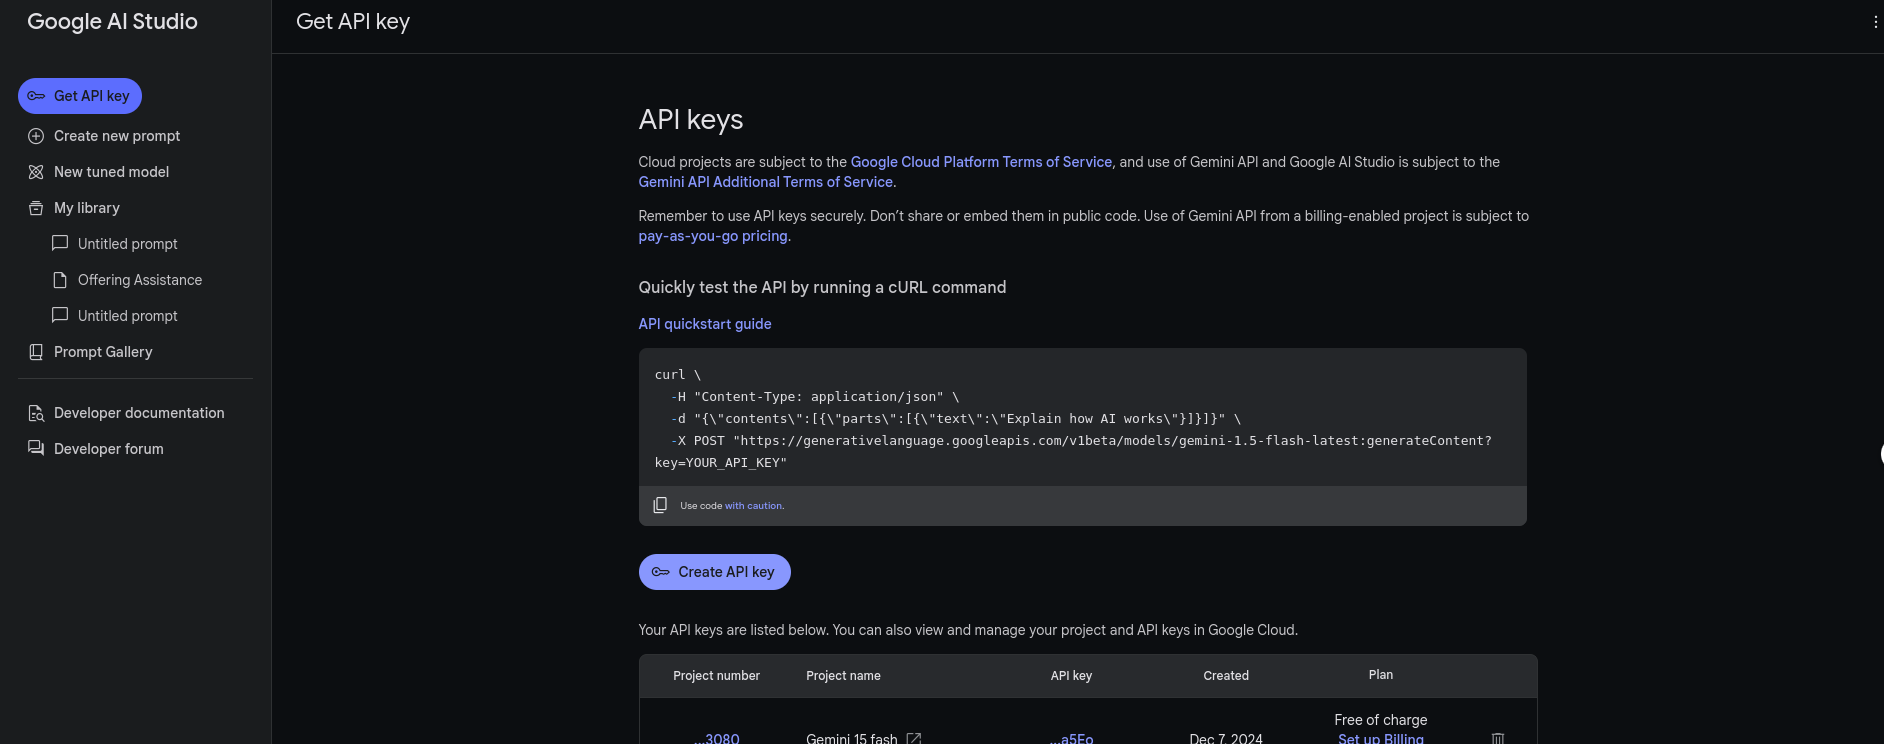 Google AI Studio
Get API key
Get API key
Create new prompt
New tuned model
My library
Untitled prompt
Offering Assistance
Untitled prompt
Prompt Gallery
Developer documentation
Developer forum
API keys
Cloud projects are subject to the Google Cloud Platform Terms of Service, and use of Gemini API and Google AI Studio is subject to the
Gemini API Additional Terms of Service.
Remember to use API keys securely. Don’t share or embed them in public code. Use of Gemini API from a billing-enabled project is subject to
pay-as-you-go pricing.
Quickly test the API by running a cURL command
API quickstart guide
curl \
-H "Content-Type: application/json" \
-d "{\"contents\":[{\"parts\":[{\"text\":\"Explain how AI works\"}]}]}" \
-X POST "https://generativelanguage.googleapis.com/v1beta/models/gemini-1.5-flash-latest:generateContent?
key=YOUR_API_KEY"
Use code with caution.
Create API key
Your API keys are listed below. You can also view and manage your project and API keys in Google Cloud.
Project number Project name API key Created Plan
Free of charge
...3080 Gemini 15 fash ...a5Eo Dec 7, 2024 Set up Billing